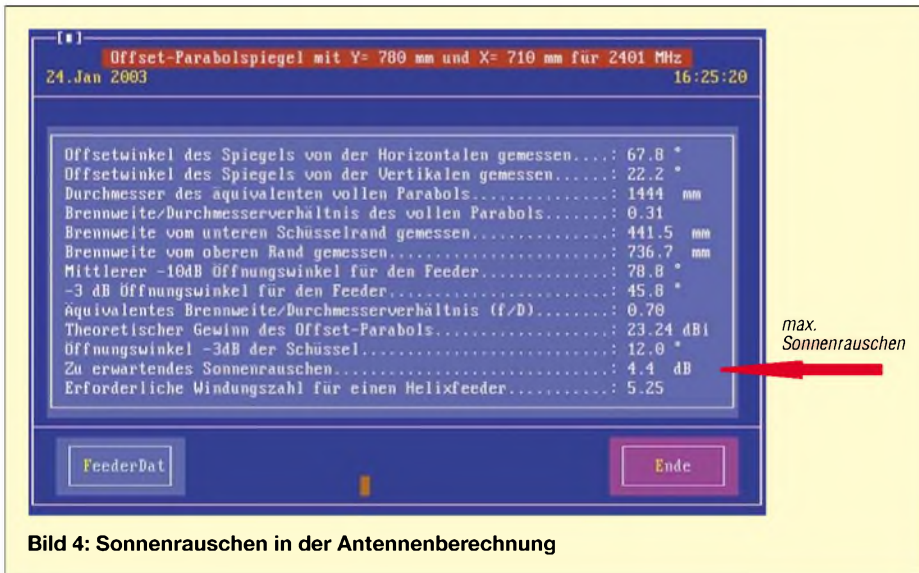 [■]
Offset-Parabolspiegel mit Y= 780 mm und X= 710 mm für 2401 MHz
24.Jan 2003 16:25:20
Offsetwinkel des Spiegels von der Horizontalen gemessen....: 67.8 °
Offsetwinkel des Spiegels von der Vertikalen gemessen......: 22.2 °
Durchmesser des äquivalenten vollen Parabols...............: 1444 mm
Brennweite/Durchmesserverhältnis des vollen Parabols.......: 0.31
Brennweite vom unteren Schüsselrand gemessen...............: 441.5 mm
Brennweite vom oberen Rand gemessen........................: 736.7 mm
Mittlerer -10dB Öffnungswinkel für den Feeder..............: 78.8 °
-3 dB Öffnungswinkel für den Feeder........................: 45.8 °
Äquivalentes Brennweite/Durchmesserverhältnis (f/D)........: 0.70
Theoretischer Gewinn des Offset-Parabols...................: 23.24 dBi
Öffnungswinkel -3dB der Schüssel...........................: 12.0 °
Zu erwartendes Sonnenrauschen..............................: 4.4 dB
Erforderliche Windungszahl für einen Helixfeeder...........: 5.25
max.
Sonnenrauschen
FeederDat
Ende
Bild 4: Sonnenrauschen in der Antennenberechnung